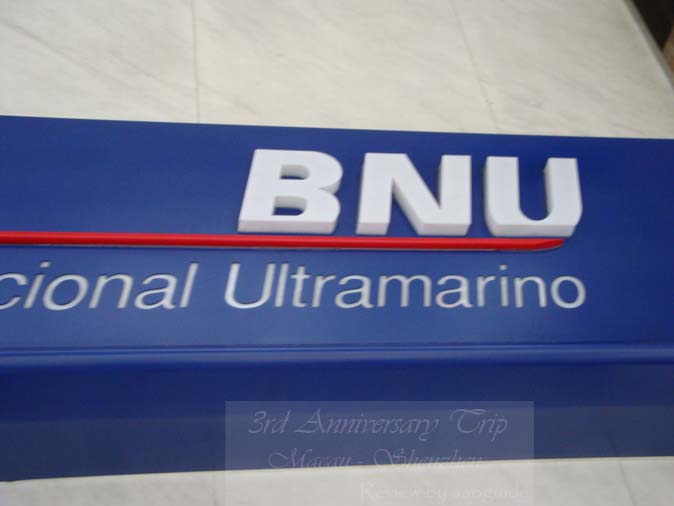 BNU
cional Ultramarino
3rd Anniversary Trip
Macau - Shenzhen
Review by